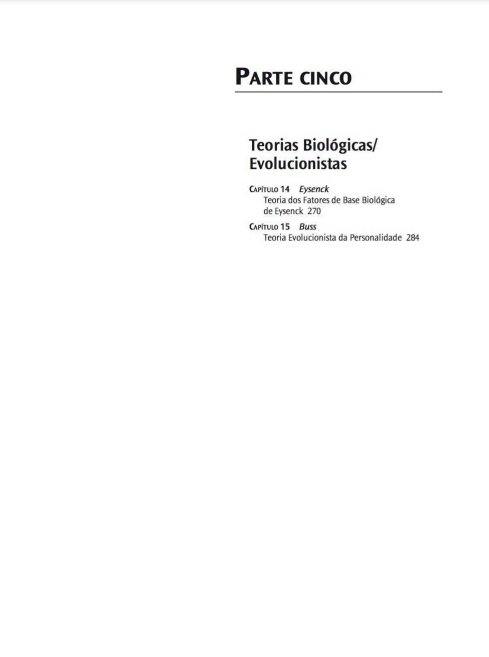 PARTE CINCO
Teorias Biológicas/
Evolucionistas
CAPÍTULO 14 Eysenck
Teoria dos Fatores de Base Biológica
de Eysenck 270
CAPÍTULO 15 Buss
Teoria Evolucionista da Personalidade 284